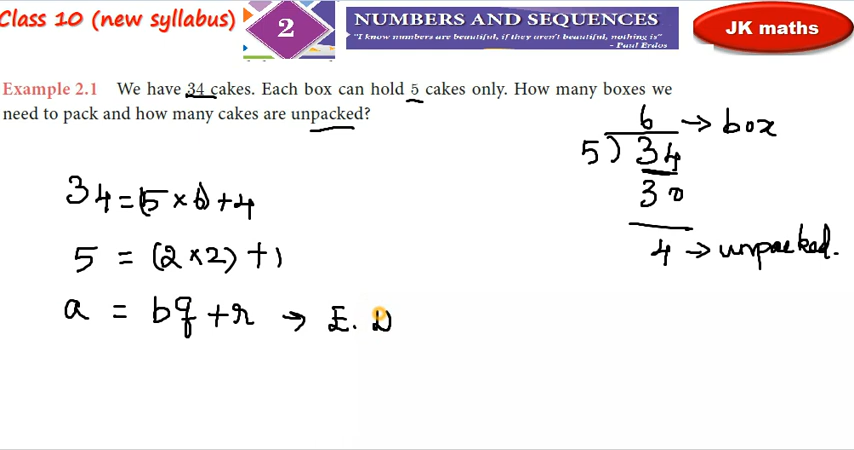 Class 10 (new syllabus)
2
NUMBERS AND SEQUENCES
"I know numbers are beautiful, if they aren't beautiful, nothing is"
- Paul Erdos
JK maths
Example 2.1 We have 34 cakes. Each box can hold 5 cakes only. How many boxes we
need to pack and how many cakes are unpacked?
6 → box
5 ) 34
30
4 → unpacked.
34 = (5 × 6) + 4
5 = (2 × 2) + 1
a = bq + r → E. D